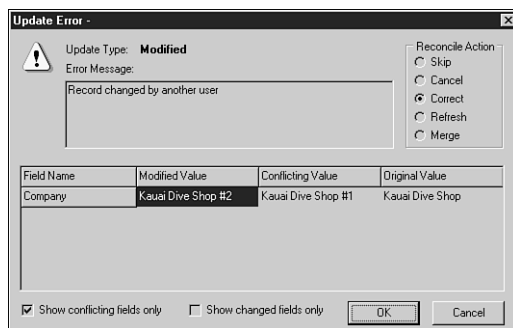 Update Error -
Update Type: Modified
Error Message:
Record changed by another user
Reconcile Action
Skip
Cancel
Correct
Refresh
Merge
Field Name Modified Value Conflicting Value Original Value
Company Kauai Dive Shop #2 Kauai Dive Shop #1 Kauai Dive Shop
Show conflicting fields only Show changed fields only OK Cancel